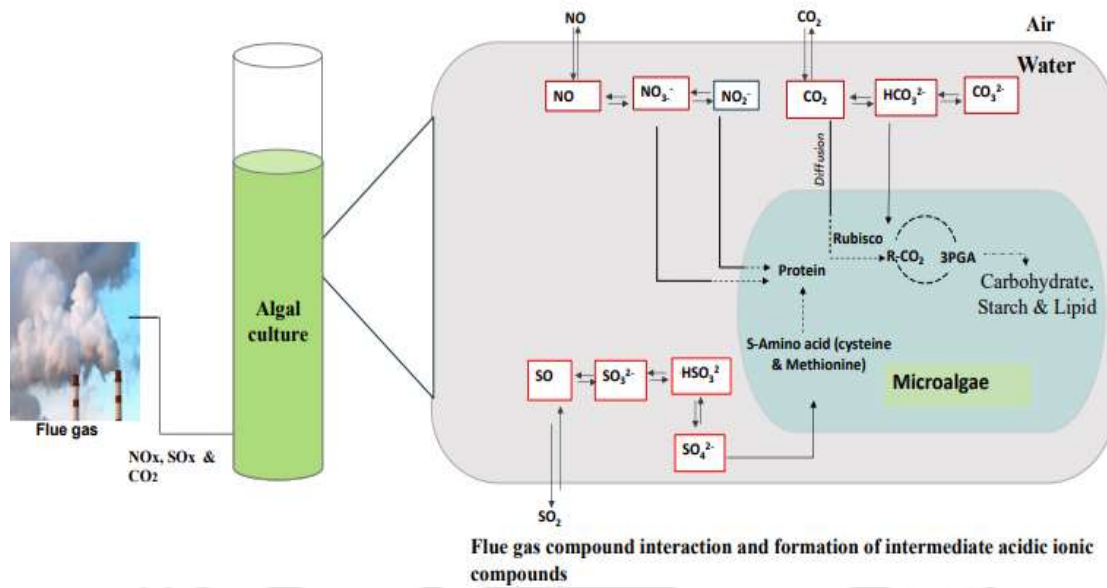 NO
CO₂
Air
Water
NO
NO₃⁻
NO₂⁻
CO₂
HCO₃²⁻
CO₃²⁻
Diffusion
Rubisco
R-CO₂
3PGA
Protein
Carbohydrate,
Starch & Lipid
S-Amino acid (cysteine
& Methionine)
Microalgae
SO
SO₃²⁻
HSO₃²
SO₄²⁻
SO₂
Algal
culture
Flue gas
NOx, SOx &
CO₂
Flue gas compound interaction and formation of intermediate acidic ionic
compounds